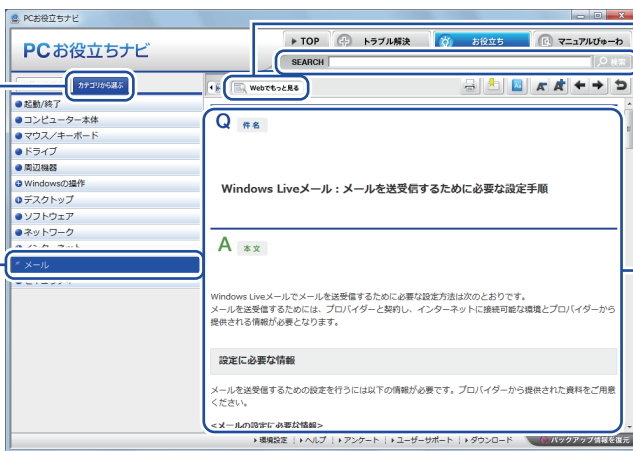 PCお役立ちナビ
PCお役立ちナビ
TOP
トラブル解決
お役立ち
マニュアルびゅーわ
SEARCH
検索
カテゴリから選ぶ
Webでもっと見る
起動/終了
コンピューター本体
マウス/キーボード
ドライブ
周辺機器
Windowsの操作
デスクトップ
ソフトウェア
ネットワーク
メール
Q 件名
Windows Liveメール：メールを送受信するために必要な設定手順
A 本文
Windows Liveメールでメールを送受信するために必要な設定方法は次のとおりです。
メールを送受信するためには、プロバイダーと契約し、インターネットに接続可能な環境とプロバイダーから
提供される情報が必要となります。
設定に必要な情報
メールを送受信するための設定を行うには以下の情報が必要です。プロバイダーから提供された資料をご用意
ください。
<メールの設定に必要な情報>
環境設定 | ヘルプ | アンケート | ユーザーサポート | ダウンロード
バックアップ情報を復元